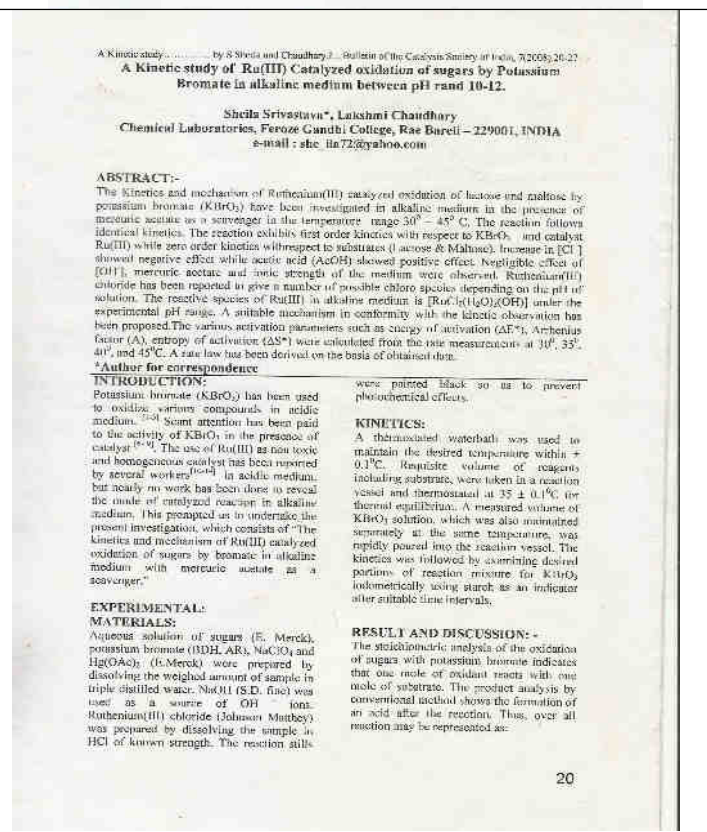 A Kinetic study ................ by S Sheila and Chaudhary J... Bulletin of the Catalysis Society of India, 7(2008) 20-27
A Kinetic study of Ru(III) Catalyzed oxidation of sugars by Potassium
Bromate in alkaline medium between pH rand 10-12.
Sheila Srivastava*, Lakshmi Chaudhary
Chemical Laboratories, Feroze Gandhi College, Rae Bareli – 229001, INDIA
e-mail : she_ila72@yahoo.com
ABSTRACT:-
The Kinetics and mechanism of Ruthenium(III) catalyzed oxidation of lactose and maltose by
potassium bromate (KBrO₃) have been investigated in alkaline medium in the presence of
mercuric acetate as a scavenger in the temperature range 30⁰ – 45⁰ C. The reaction follows
identical kinetics. The reaction exhibits first order kinetics with respect to KBrO₃ and catalyst
Ru(III) while zero order kinetics withrespect to substrates (Lactose & Maltose). Increase in [Cl⁻]
showed negative effect while acetic acid (AcOH) showed positive effect. Negligible effect of
[OH⁻], mercuric acetate and ionic strength of the medium were observed. Ruthenium(III)
chloride has been reported to give a number of possible chloro species depending on the pH of
solution. The reactive species of Ru(III) in alkaline medium is [RuCl₃(H₂O)₂(OH)] under the
experimental pH range. A suitable mechanism in conformity with the kinetic observation has
been proposed.The various activation parameters such as energy of activation (ΔE*), Arrhenius
factor (A), entropy of activation (ΔS*) were calculated from the rate measurements at 30⁰, 35⁰,
40⁰, and 45⁰C. A rate law has been derived on the basis of obtained data.
*Author for correspondence
INTRODUCTION:
Potassium bromate (KBrO₃) has been used
to oxidize various compounds in acidic
medium. Scant attention has been paid
to the activity of KBrO₃ in the presence of
catalyst. The use of Ru(III) as non toxic
and homogeneous catalyst has been reported
by several workers in acidic medium,
but nearly no work has been done to reveal
the mode of catalyzed reaction in alkaline
medium. This prompted us to undertake the
present investigation, which consists of "The
kinetics and mechanism of Ru(III) catalyzed
oxidation of sugars by bromate in alkaline
medium with mercuric acetate as a
scavenger."
EXPERIMENTAL:
MATERIALS:
Aqueous solution of sugars (E. Merck),
potassium bromate (BDH, AR), NaClO₄ and
Hg(OAc)₂ (E.Merck) were prepared by
dissolving the weighed amount of sample in
triple distilled water. NaOH (S.D. fine) was
used as a source of OH⁻ ions.
Ruthenium(III) chloride (Johnson Matthey)
was prepared by dissolving the sample in
HCl of known strength. The reaction stills
were painted black so as to prevent
photochemical effects.
KINETICS:
A thermostated waterbath was used to
maintain the desired temperature within ±
0.1⁰C. Requisite volume of reagents
including substrate, were taken in a reaction
vessel and thermostated at 35 ± 0.1⁰C for
thermal equilibrium. A measured volume of
KBrO₃ solution, which was also maintained
separately at the same temperature, was
rapidly poured into the reaction vessel. The
kinetics was followed by examining desired
portions of reaction mixture for KBrO₃
iodometrically using starch as an indicator
after suitable time intervals.
RESULT AND DISCUSSION: -
The stoichiometric analysis of the oxidation
of sugars with potassium bromate indicates
that one mole of oxidant reacts with one
mole of substrate. The product analysis by
conventional method shows the formation of
an acid after the reaction. Thus, over all
reaction may be represented as:
20